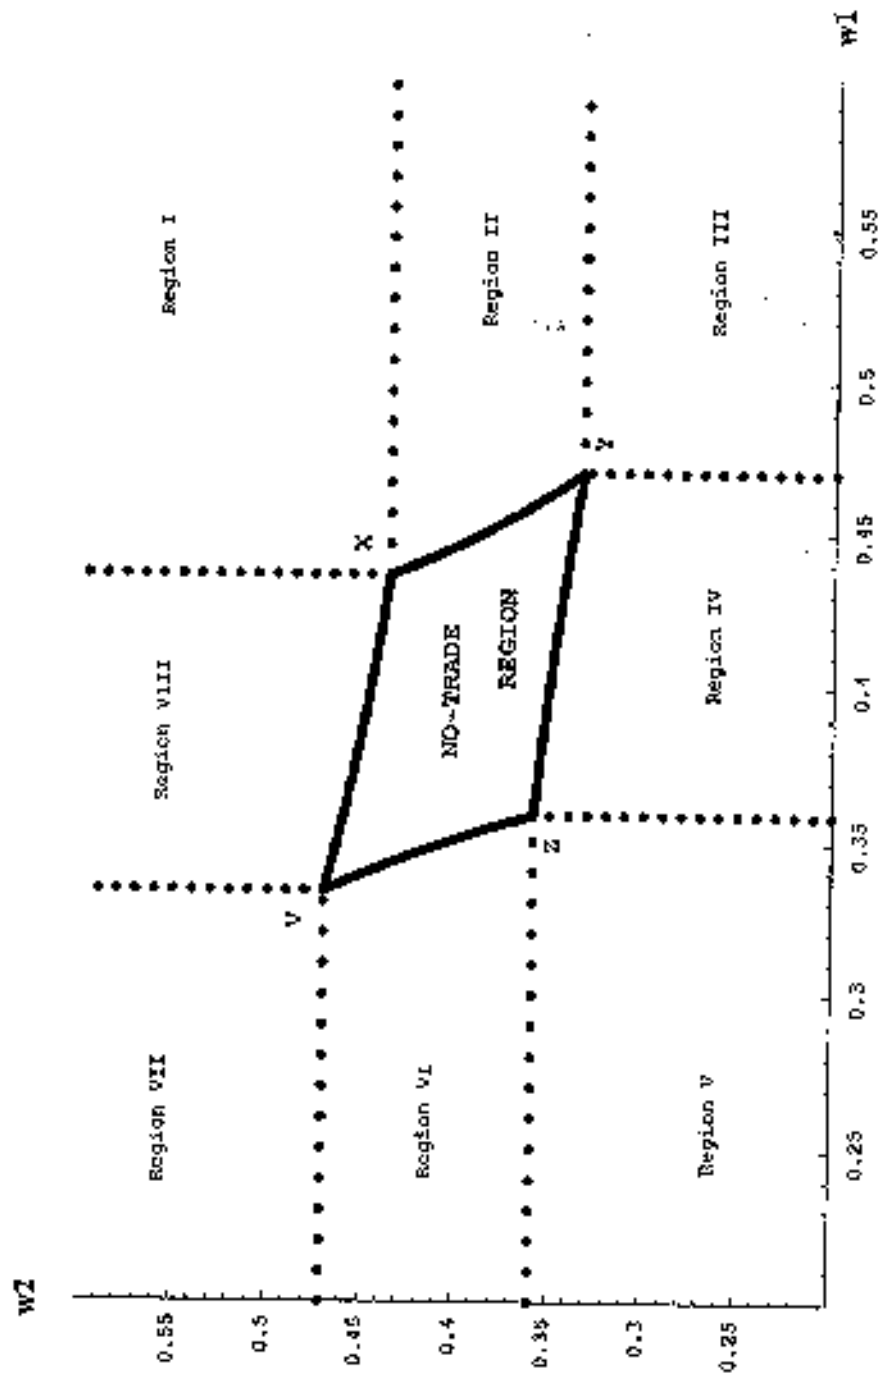 w2
0.55
0.5
0.45
0.4
0.35
0.3
0.25
Region VII
Region VIII
Region I
V
X
Region VI
NO-TRADE
REGION
Region II
Z
Y
Region V
Region IV
Region III
0.25
0.3
0.35
0.4
0.45
0.5
0.55
w1